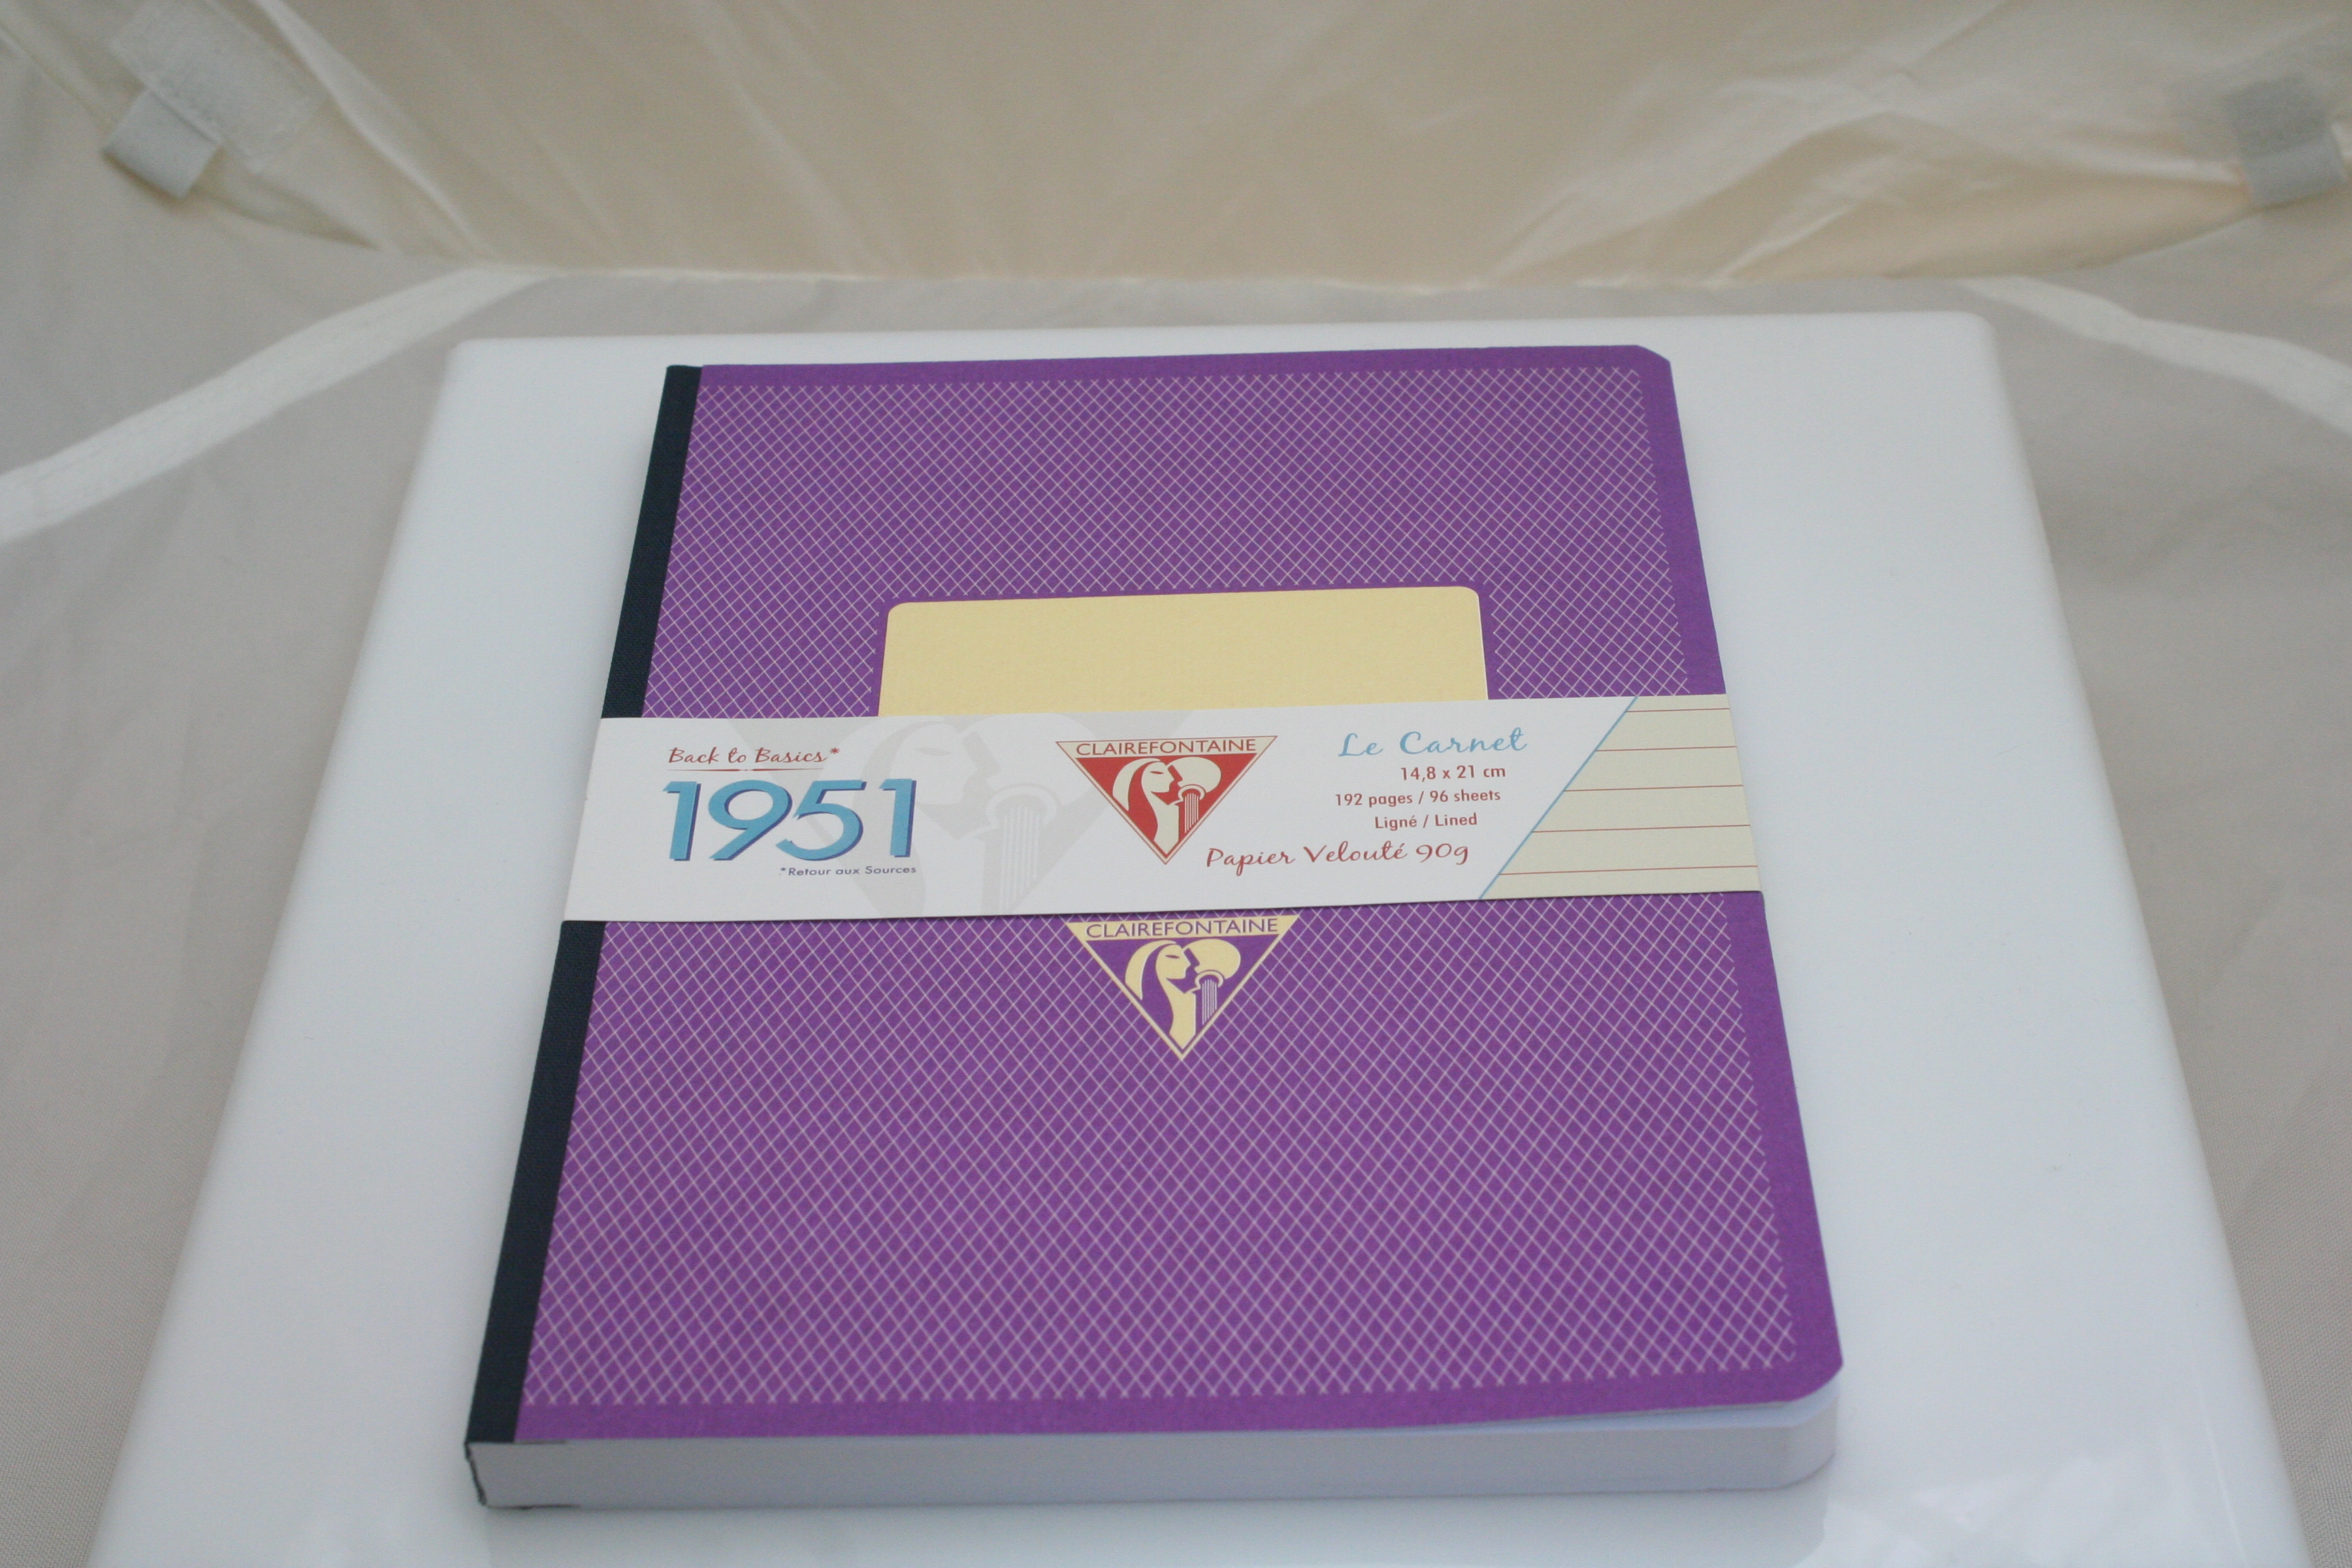 Back to Basics*
1951
*Retour aux Sources
CLAIREFONTAINE
Le Carnet
14,8 x 21 cm
192 pages / 96 sheets
Ligné / Lined
Papier Velouté 90g
CLAIREFONTAINE